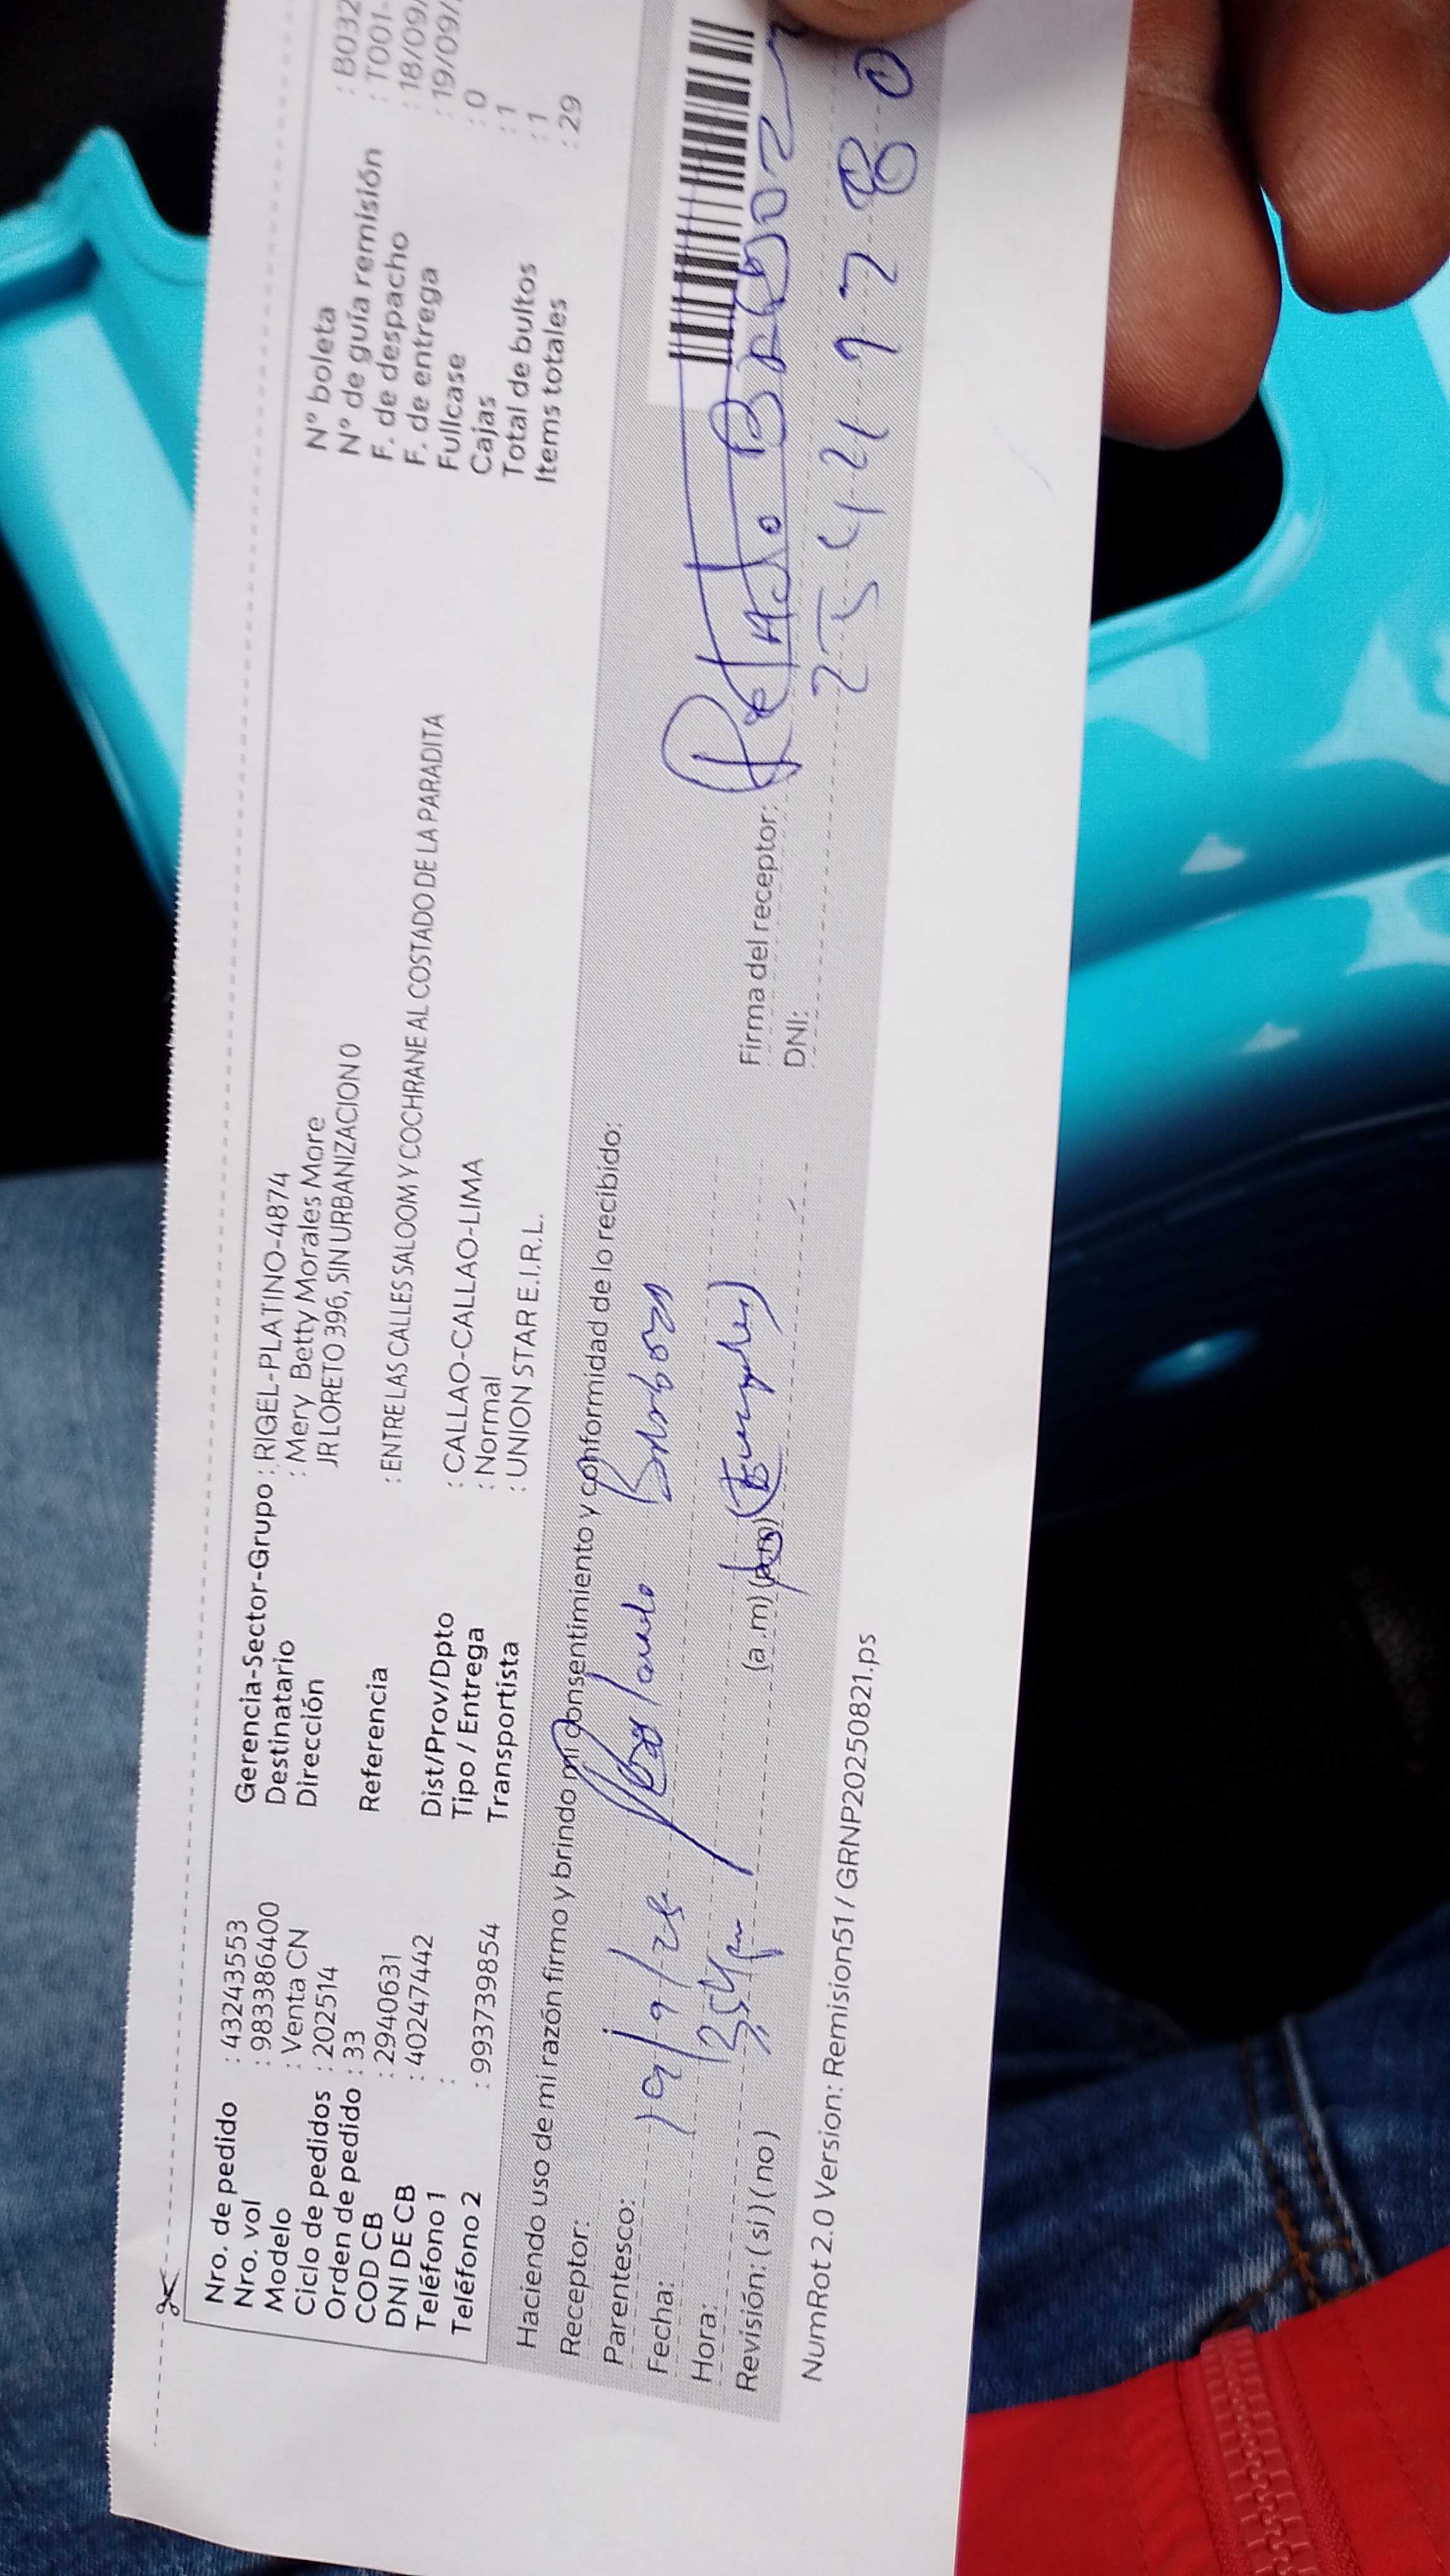 Nro. de pedido : 43243553
Nro. vol : 983386400
Modelo : Venta CN
Ciclo de pedidos : 202514
Orden de pedido : 33
COD CB : 2940631
DNI DE CB : 40247442
Teléfono 1 :
Teléfono 2 : 993739854
Gerencia-Sector-Grupo : RIGEL-PLATINO-4874
Destinatario : Mery Betty Morales More
Dirección JR LORETO 396, SIN URBANIZACION 0
Referencia : ENTRE LAS CALLES SALOOM Y COCHRANE AL COSTADO DE LA PARADITA
Dist/Prov/Dpto : CALLAO-CALLAO-LIMA
Tipo / Entrega : Normal
Transportista : UNION STAR E.I.R.L.
N° boleta : B032
N° de guía remisión : T001-
F. de despacho : 18/09/
F. de entrega : 19/09/
Fullcase : 0
Cajas : 1
Total de bultos : 1
Items totales : 29
Haciendo uso de mi razón firmo y brindo mi consentimiento y conformidad de lo recibido:
Receptor: Barboza
Parentesco:
Fecha: 19/9/25
Hora: (a.m) (p.m)
Revisión: (si) (no)
Firma del receptor:
DNI:
NumRot 2.0 Version: Remision51 / GRNP20250821.ps